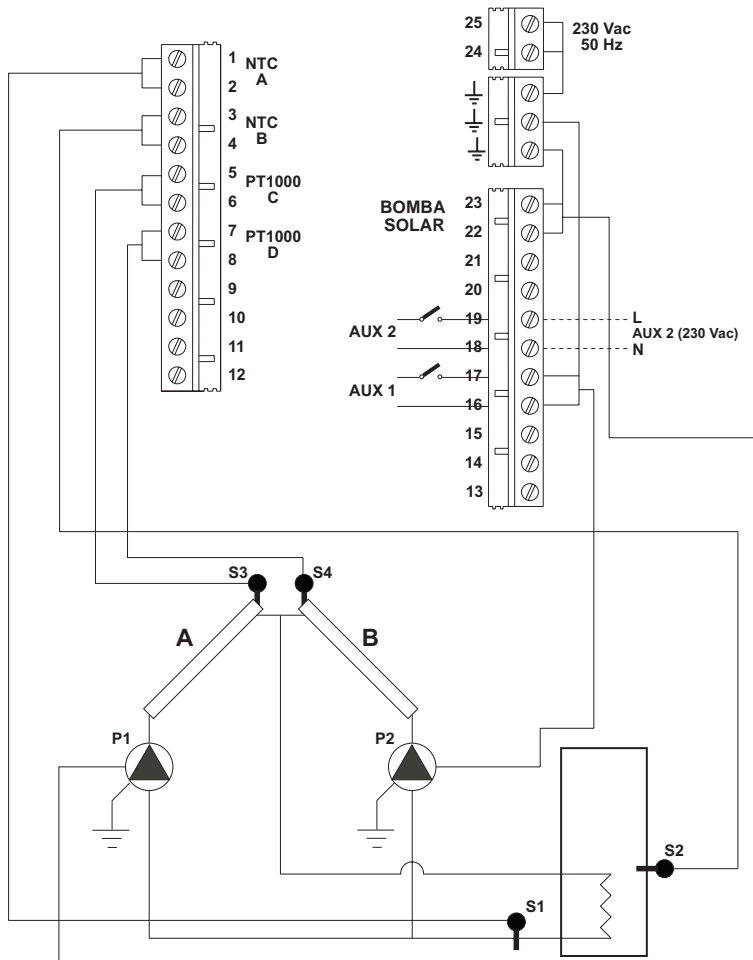 1
NTC
A
2
3
NTC
B
4
5
PT1000
C
6
7
PT1000
D
8
9
10
11
12
25
230 Vac
50 Hz
24
BOMBA
SOLAR
23
22
21
20
19
L
AUX 2
AUX 2 (230 Vac)
18
N
17
AUX 1
16
15
14
13
S3
S4
A
B
P1
P2
S2
S1